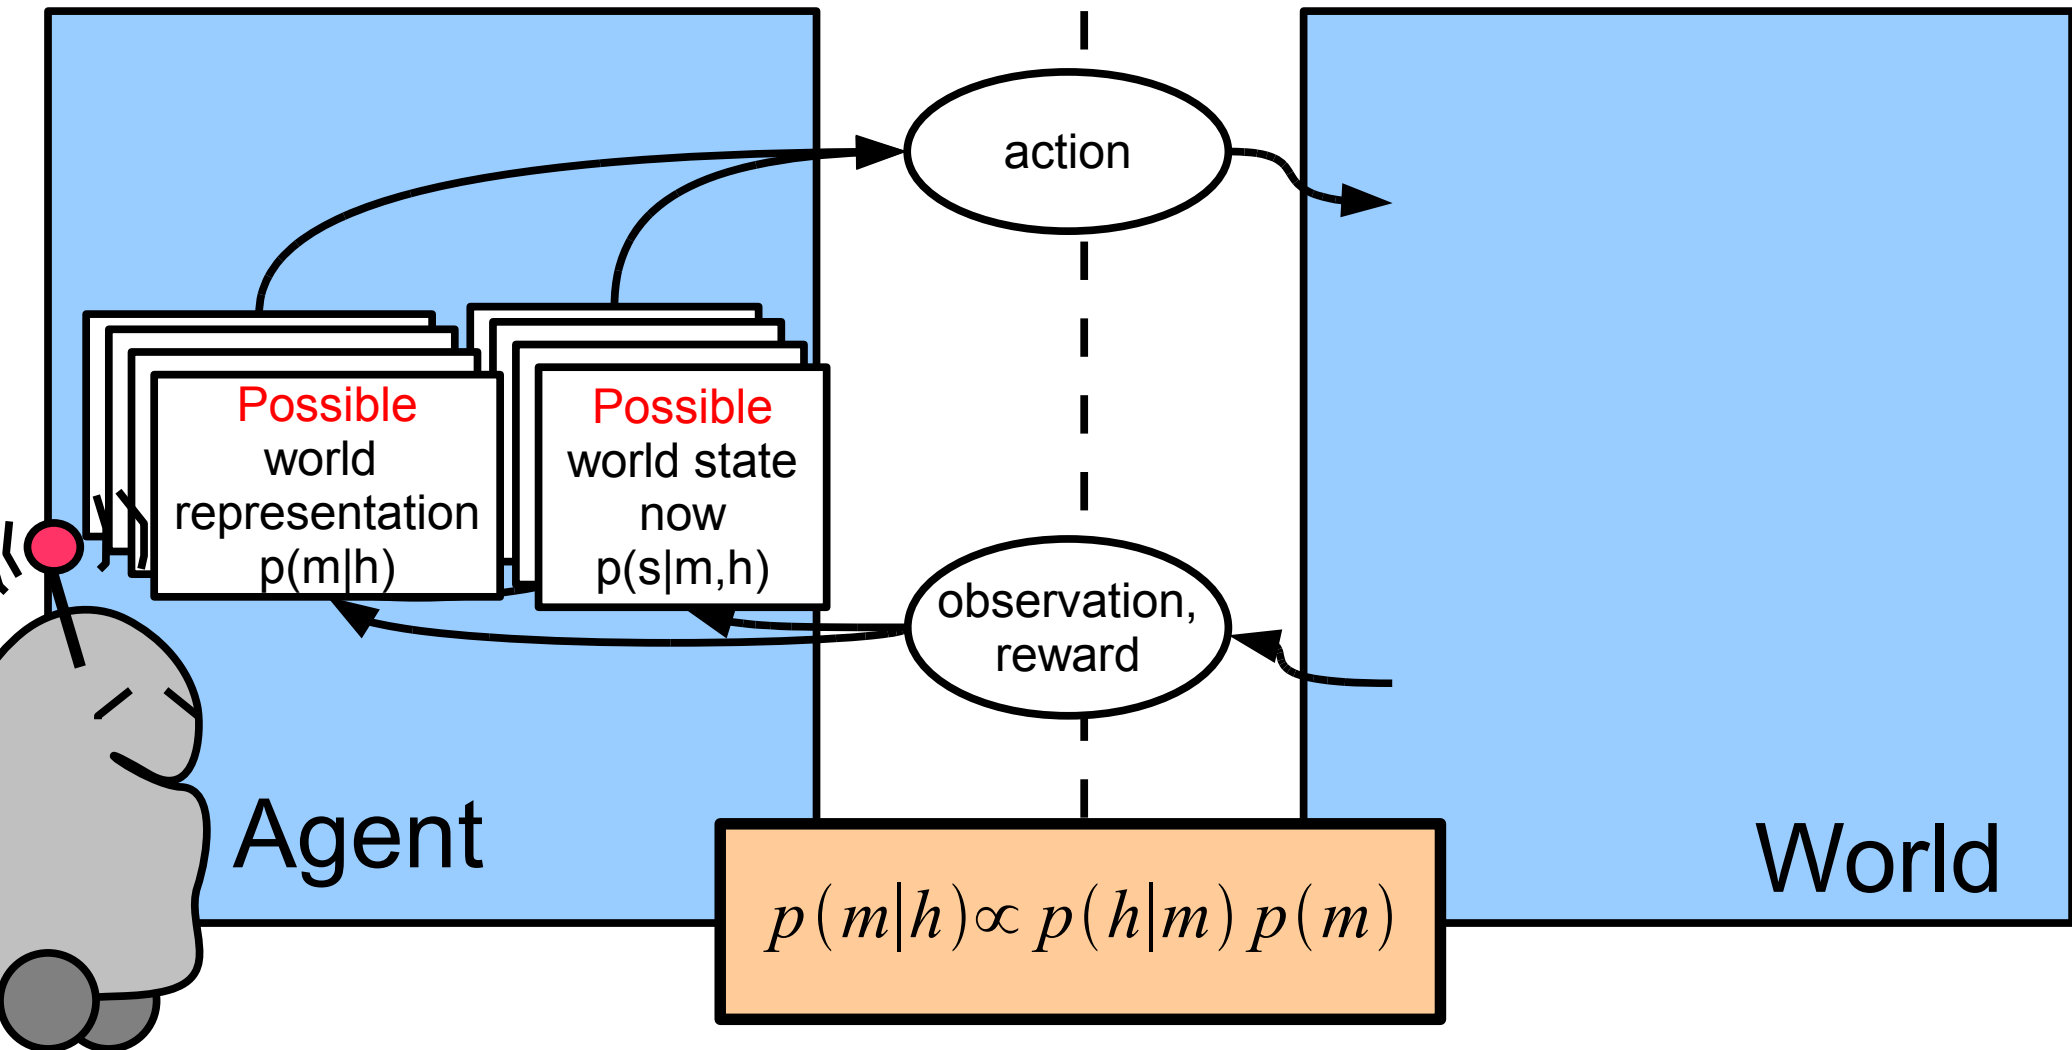 action
Possible
world
representation
p(m|h)
Possible
world state
now
p(s|m,h)
observation,
reward
Agent
World
p(m|h)∝p(h|m)p(m)